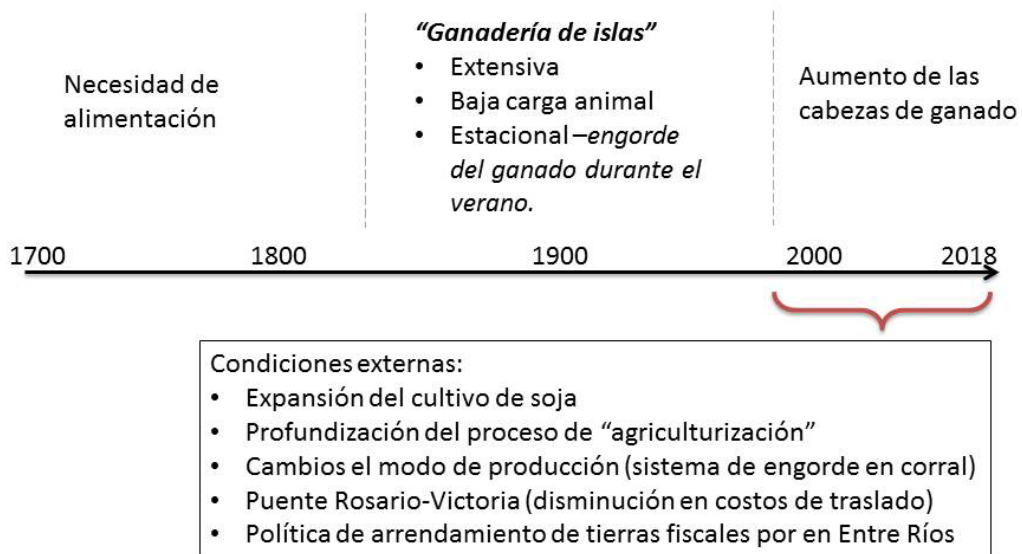 Necesidad de
alimentación
“Ganadería de islas”
• Extensiva
• Baja carga animal
• Estacional –engorde
del ganado durante el
verano.
Aumento de las
cabezas de ganado
1700 1800 1900 2000 2018
Condiciones externas:
• Expansión del cultivo de soja
• Profundización del proceso de “agriculturización”
• Cambios el modo de producción (sistema de engorde en corral)
• Puente Rosario-Victoria (disminución en costos de traslado)
• Política de arrendamiento de tierras fiscales por en Entre Ríos